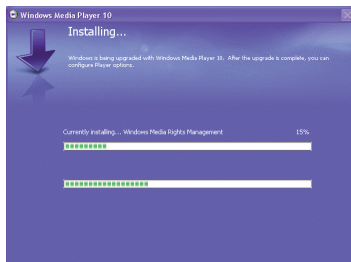 Windows Media Player 10
Installing...
Windows is being upgraded with Windows Media Player 10. After the upgrade is complete, you can
configure Player options.
Currently installing... Windows Media Rights Management 15%